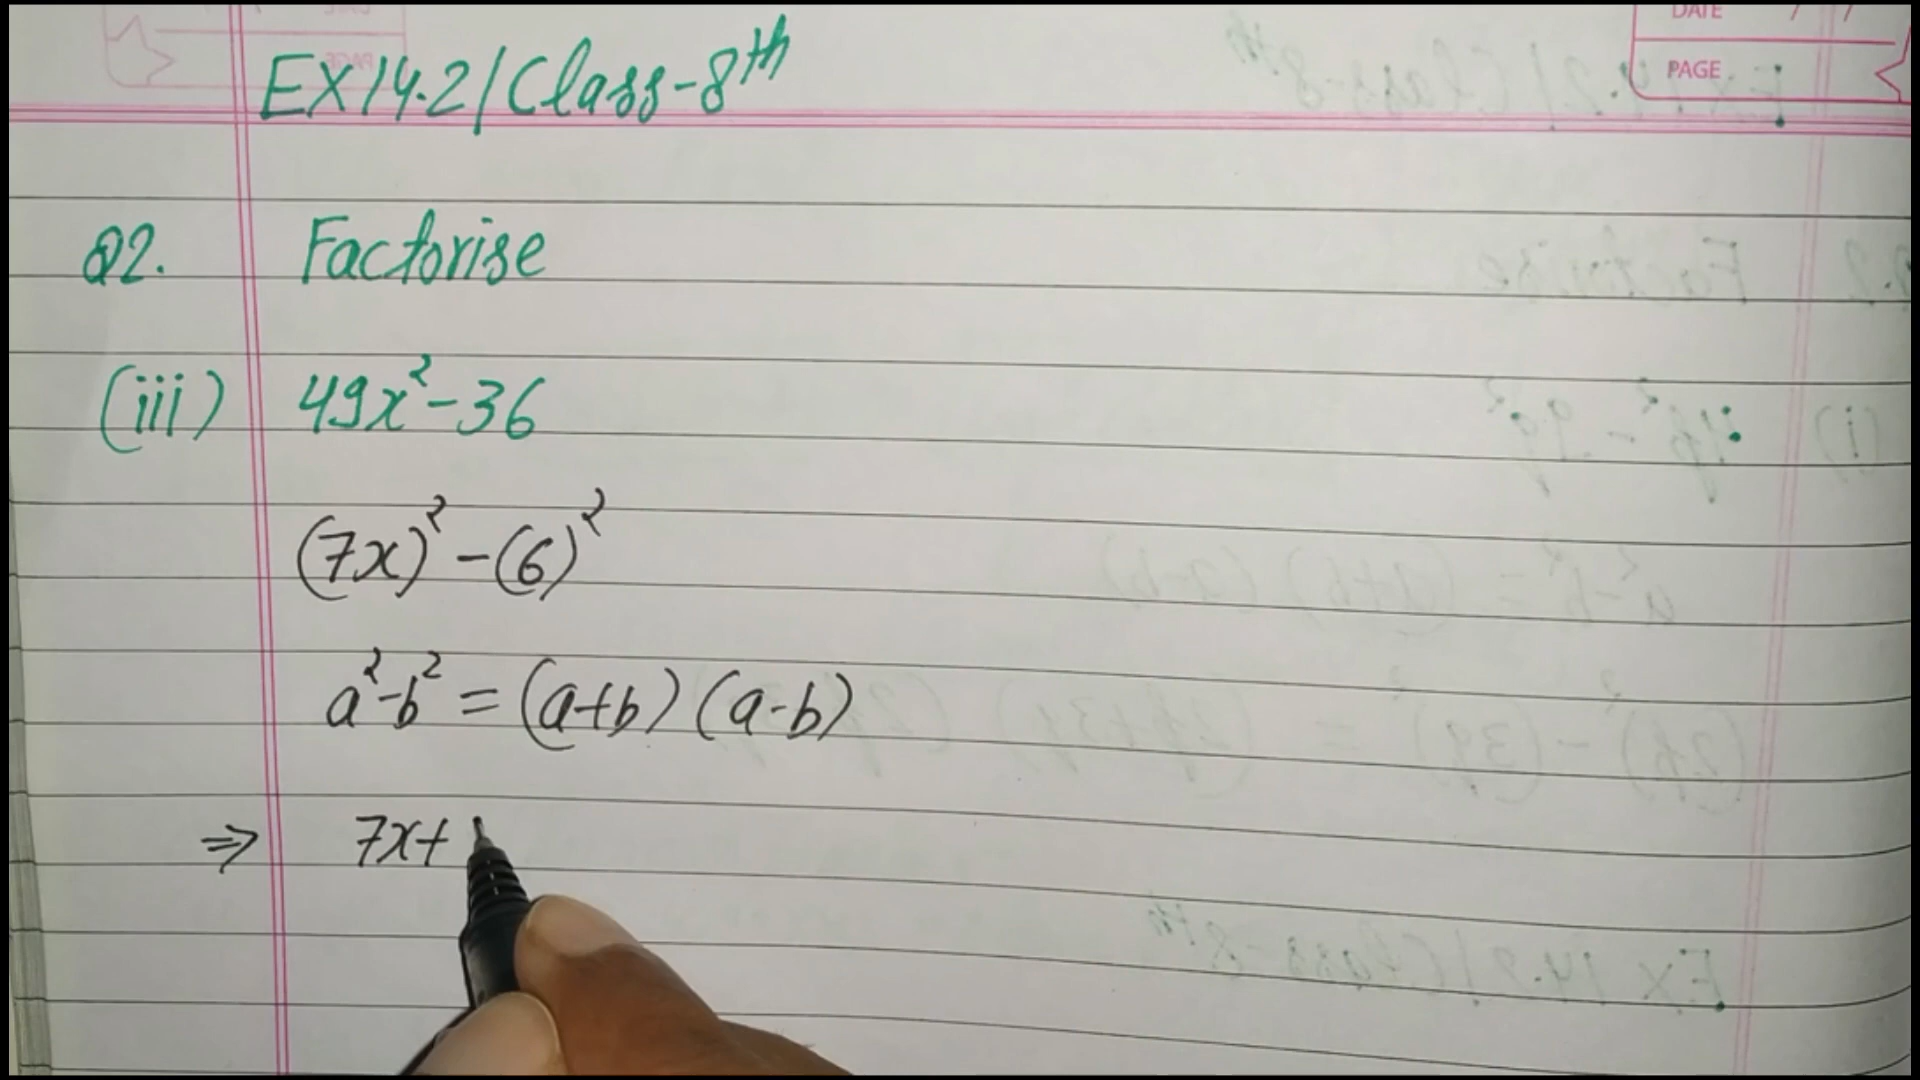 DATE / /
PAGE
EX 14.2 / Class-8th
Q2. Factorise
(iii) 49x² - 36
(7x)² - (6)²
a² - b² = (a+b) (a-b)
⇒ 7x+